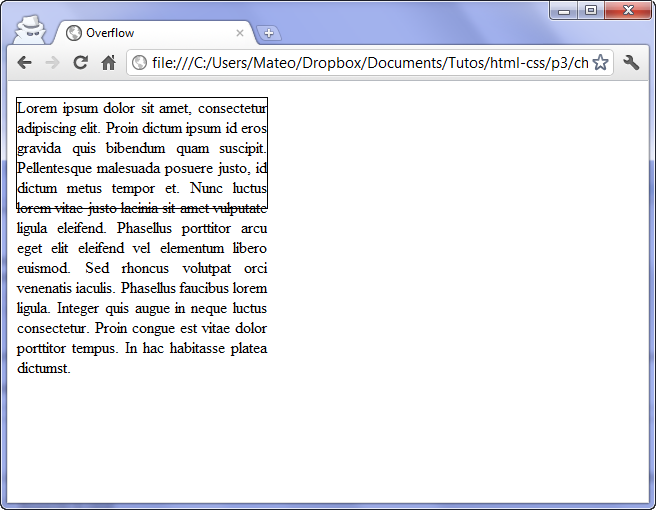 Overflow
file:///C:/Users/Mateo/Dropbox/Documents/Tutos/html-css/p3/ch
Lorem ipsum dolor sit amet, consectetur
adipiscing elit. Proin dictum ipsum id eros
gravida quis bibendum quam suscipit.
Pellentesque malesuada posuere justo, id
dictum metus tempor et. Nunc luctus
lorem vitae justo lacinia sit amet vulputate
ligula eleifend. Phasellus porttitor arcu
eget elit eleifend vel elementum libero
euismod. Sed rhoncus volutpat orci
venenatis iaculis. Phasellus faucibus lorem
ligula. Integer quis augue in neque luctus
consectetur. Proin congue est vitae dolor
porttitor tempus. In hac habitasse platea
dictumst.